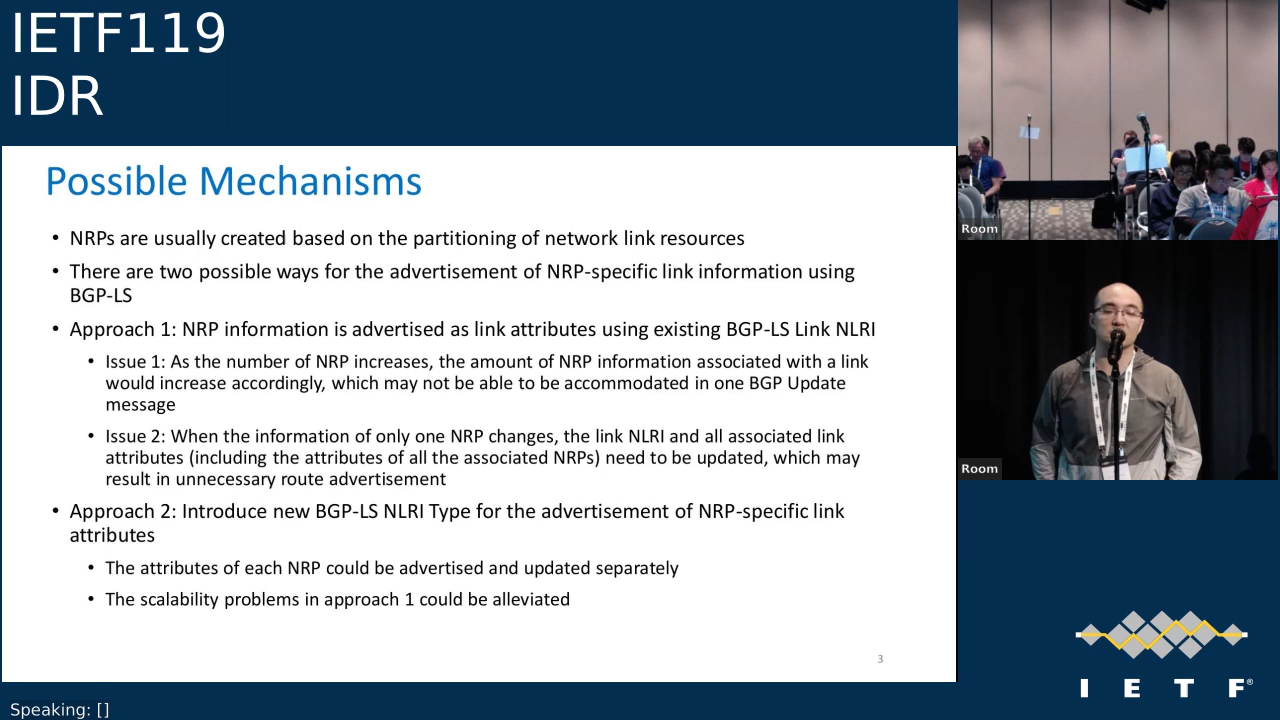 IETF119
IDR
Possible Mechanisms
• NRPs are usually created based on the partitioning of network link resources
• There are two possible ways for the advertisement of NRP-specific link information using
BGP-LS
• Approach 1: NRP information is advertised as link attributes using existing BGP-LS Link NLRI
• Issue 1: As the number of NRP increases, the amount of NRP information associated with a link
would increase accordingly, which may not be able to be accommodated in one BGP Update
message
• Issue 2: When the information of only one NRP changes, the link NLRI and all associated link
attributes (including the attributes of all the associated NRPs) need to be updated, which may
result in unnecessary route advertisement
• Approach 2: Introduce new BGP-LS NLRI Type for the advertisement of NRP-specific link
attributes
• The attributes of each NRP could be advertised and updated separately
• The scalability problems in approach 1 could be alleviated
3
Room
Room
I E T F®
Speaking: []